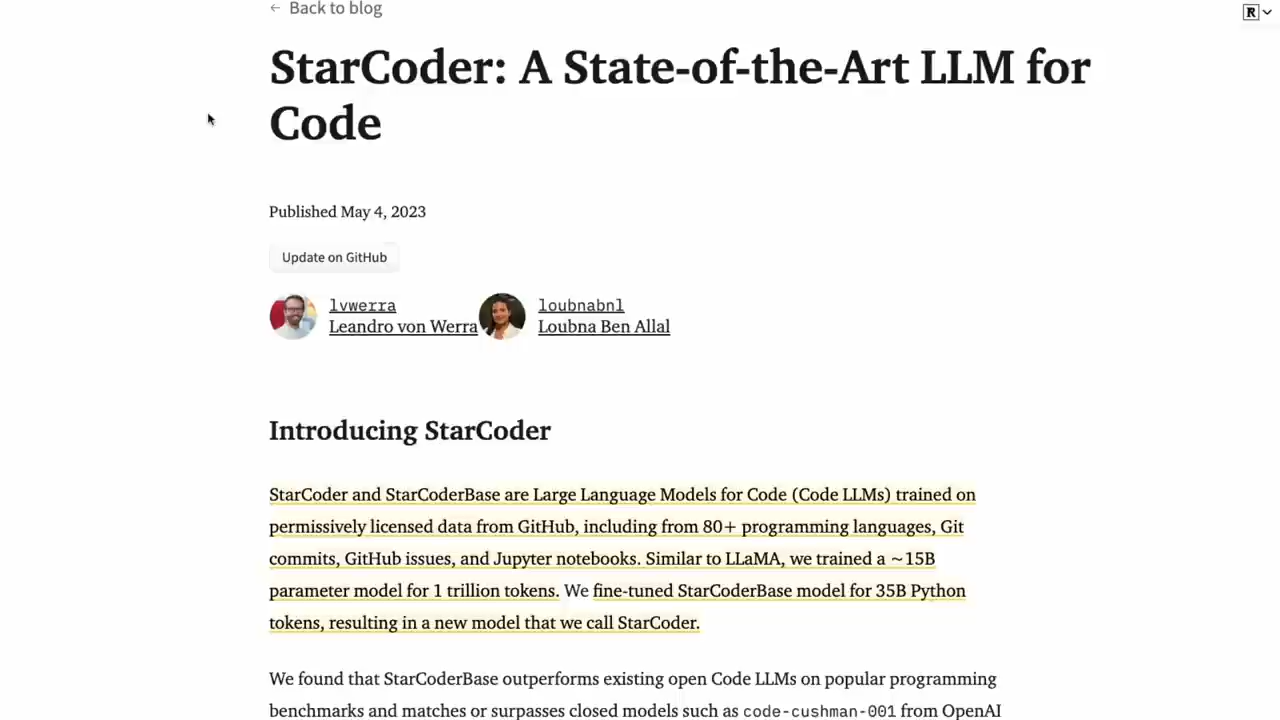 ← Back to blog
R
StarCoder: A State-of-the-Art LLM for
Code
Published May 4, 2023
Update on GitHub
lvwerra
Leandro von Werra
loubnabnl
Loubna Ben Allal
Introducing StarCoder
StarCoder and StarCoderBase are Large Language Models for Code (Code LLMs) trained on
permissively licensed data from GitHub, including from 80+ programming languages, Git
commits, GitHub issues, and Jupyter notebooks. Similar to LLaMA, we trained a ~15B
parameter model for 1 trillion tokens. We fine-tuned StarCoderBase model for 35B Python
tokens, resulting in a new model that we call StarCoder.
We found that StarCoderBase outperforms existing open Code LLMs on popular programming
benchmarks and matches or surpasses closed models such as code-cushman-001 from OpenAI